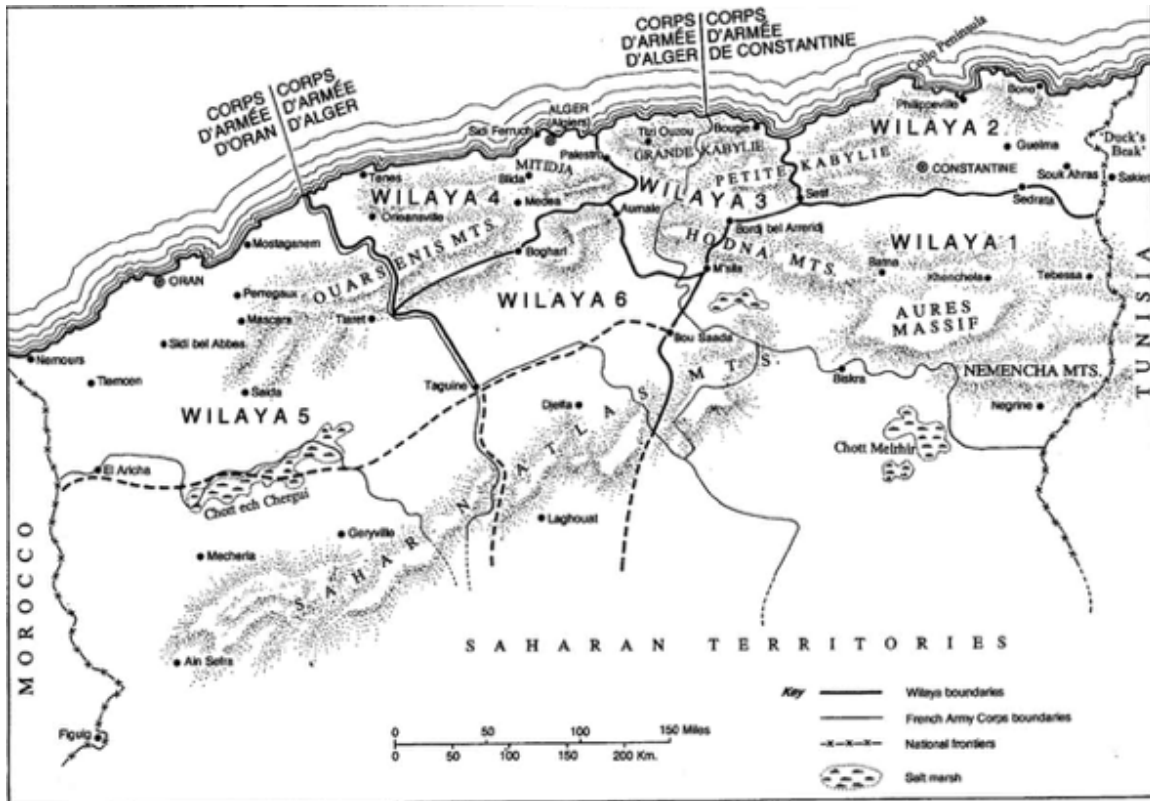 CORPS
D'ARMÉE
D'ORAN
CORPS
D'ARMÉE
D'ALGER
CORPS
D'ARMÉE
D'ALGER
CORPS
D'ARMÉE
DE CONSTANTINE
Collo Peninsula
Bone
Philippeville
WILAYA 2
Guelma
'Duck's
Beak'
CONSTANTINE
Souk Ahras
Sakiet
Sedrata
ALGER
(Algiers)
Sidi Ferruch
Tizi Ouzou
Bougie
GRANDE KABYLIE
Palestro
PETITE KABYLIE
MITIDJA
Blida
WILAYA 3
Setif
Tenes
WILAYA 4
Medea
Aumale
Orleansville
Bordj bel Arreridj
Mostaganem
Boghari
HODNA MTS.
WILAYA 1
M'sila
Khenchela
Tebessa
OUARSENIS MTS
ORAN
Perregaux
WILAYA 6
AURES
MASSIF
Mascara
Tiaret
Sidi bel Abbes
Bou Saada
Nemours
Tlemcen
Biskra
NEMENCHA MTS.
Saida
Taguine
Djelfa
Negrine
WILAYA 5
TUNISIA
El Aricha
Chott Melrhir
Chott ech Chergui
Laghouat
Geryville
Mecheria
SAHARAN ATLAS MTS.
MOROCCO
Ain Sefra
SAHARAN TERRITORIES
Figuig
Key
Wilaya boundaries
French Army Corps boundaries
National frontiers
Salt marsh
0 50 100 150 Miles
0 50 100 150 200 Km.